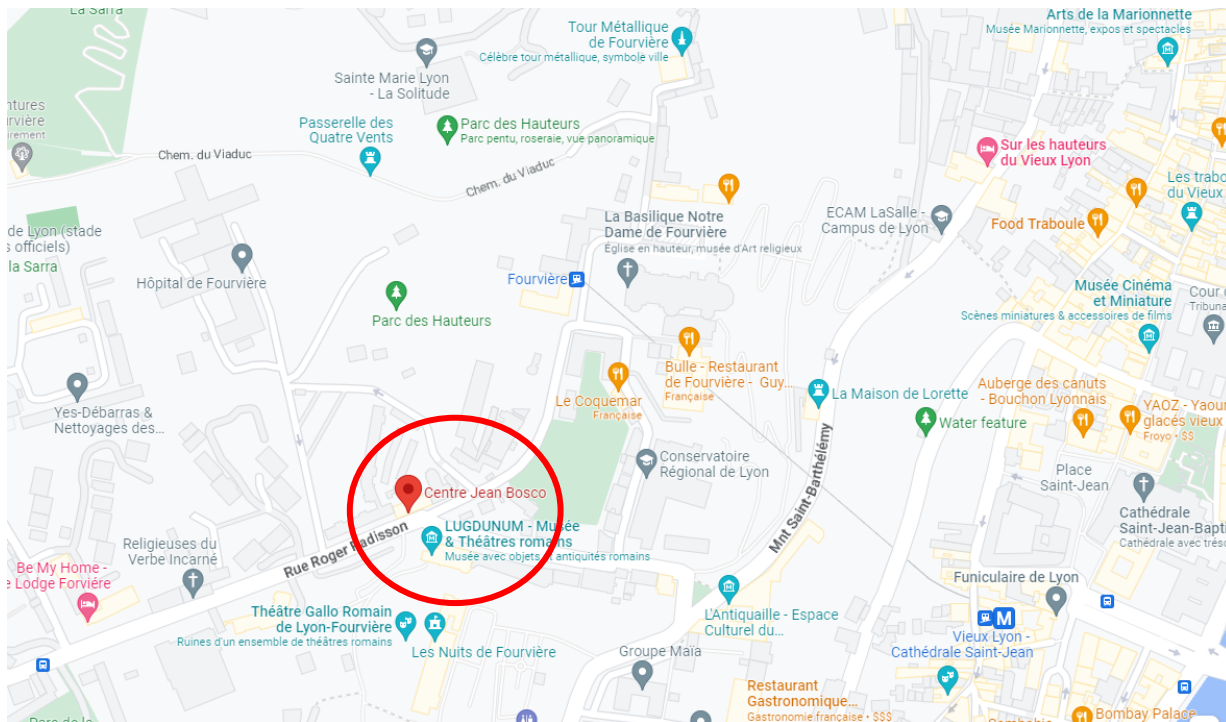 La Sarra
Arts de la Marionnette
Musée Marionnette, expos et spectacles
Tour Métallique
de Fourvière
Célèbre tour métallique, symbole ville
Sainte Marie Lyon
- La Solitude
Passerelle des
Quatre Vents
Parc des Hauteurs
Parc pentu, roseraie, vue panoramique
Chem. du Viaduc
Chem. du Viaduc
Sur les hauteurs
du Vieux Lyon
Les trabo
du Vieux
La Basilique Notre
Dame de Fourvière
Église en hauteur, musée d'Art religieux
ECAM LaSalle -
Campus de Lyon
Food Traboule
de Lyon (stade
s officiels)
la Sarra
Hôpital de Fourvière
Fourvière
Parc des Hauteurs
Musée Cinéma
et Miniature
Scènes miniatures & accessoires de films
Cour
Tribuna
Bulle - Restaurant
de Fourvière - Guy...
Française
Le Coquemar
Française
La Maison de Lorette
Auberge des canuts
- Bouchon Lyonnais
YAOZ - Yaour
glacés vieux
Froyo • $$
Water feature
Yes-Débarras &
Nettoyages des...
Conservatoire
Régional de Lyon
Place
Saint-Jean
Cathédrale
Saint-Jean-Bapti
Cathédrale avec tréso
Mnt Saint-Barthélémy
Centre Jean Bosco
LUGDUNUM - Musée
& Théâtres romains
Musée avec objets et antiquités romains
Rue Roger Radisson
Religieuses du
Verbe Incarné
Be My Home -
e Lodge Forvière
Théâtre Gallo Romain
de Lyon-Fourvière
Ruines d'un ensemble de théâtres romains
Les Nuits de Fourvière
L'Antiquaille - Espace
Culturel du...
Funiculaire de Lyon
M
Vieux Lyon -
Cathédrale Saint-Jean
Groupe Maïa
Restaurant
Gastronomique...
Gastronomie française • $$$
Bombay Palace